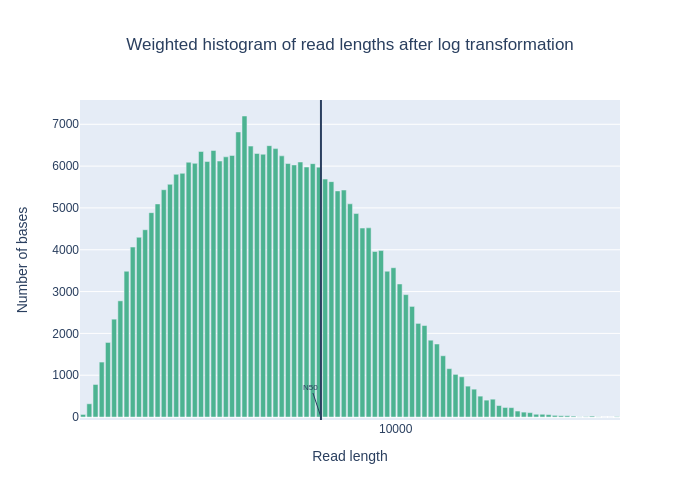 Weighted histogram of read lengths after log transformation
Number of bases
7000
6000
5000
4000
3000
2000
1000
0
N50
10000
Read length